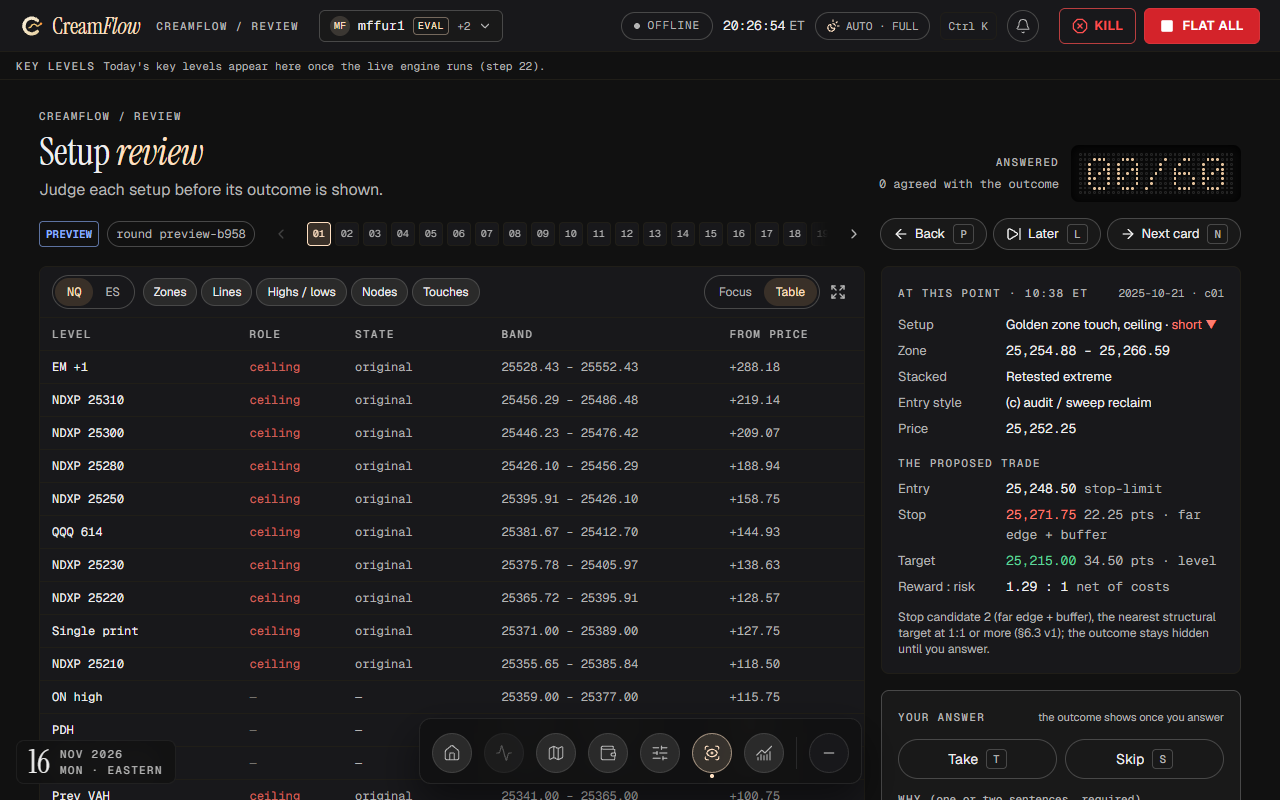 CreamFlow CREAMFLOW / REVIEW MF mffur1 EVAL +2 OFFLINE 20:26:54 ET AUTO · FULL Ctrl K KILL FLAT ALL
KEY LEVELS Today's key levels appear here once the live engine runs (step 22).
CREAMFLOW / REVIEW
Setup review
Judge each setup before its outcome is shown.
ANSWERED
0 agreed with the outcome
00/60
PREVIEW round preview-b958 01 02 03 04 05 06 07 08 09 10 11 12 13 14 15 16 17 18
Back P Later L Next card N
NQ ES Zones Lines Highs / lows Nodes Touches Focus Table
LEVEL ROLE STATE BAND FROM PRICE
EM +1 ceiling original 25528.43 – 25552.43 +288.18
NDXP 25310 ceiling original 25456.29 – 25486.48 +219.14
NDXP 25300 ceiling original 25446.23 – 25476.42 +209.07
NDXP 25280 ceiling original 25426.10 – 25456.29 +188.94
NDXP 25250 ceiling original 25395.91 – 25426.10 +158.75
QQQ 614 ceiling original 25381.67 – 25412.70 +144.93
NDXP 25230 ceiling original 25375.78 – 25405.97 +138.63
NDXP 25220 ceiling original 25365.72 – 25395.91 +128.57
Single print ceiling original 25371.00 – 25389.00 +127.75
NDXP 25210 ceiling original 25355.65 – 25385.84 +118.50
ON high — — 25359.00 – 25377.00 +115.75
PDH —
—
Prev VAH ceiling original 25341.00 – 25365.00 +100.75
16 NOV 2026
MON · EASTERN
AT THIS POINT · 10:38 ET 2025-10-21 · c01
Setup Golden zone touch, ceiling · short ▼
Zone 25,254.88 – 25,266.59
Stacked Retested extreme
Entry style (c) audit / sweep reclaim
Price 25,252.25
THE PROPOSED TRADE
Entry 25,248.50 stop-limit
Stop 25,271.75 22.25 pts · far
edge + buffer
Target 25,215.00 34.50 pts · level
Reward : risk 1.29 : 1 net of costs
Stop candidate 2 (far edge + buffer), the nearest structural
target at 1:1 or more (§6.3 v1); the outcome stays hidden
until you answer.
YOUR ANSWER the outcome shows once you answer
Take T Skip S
WHY (one or two sentences, required)